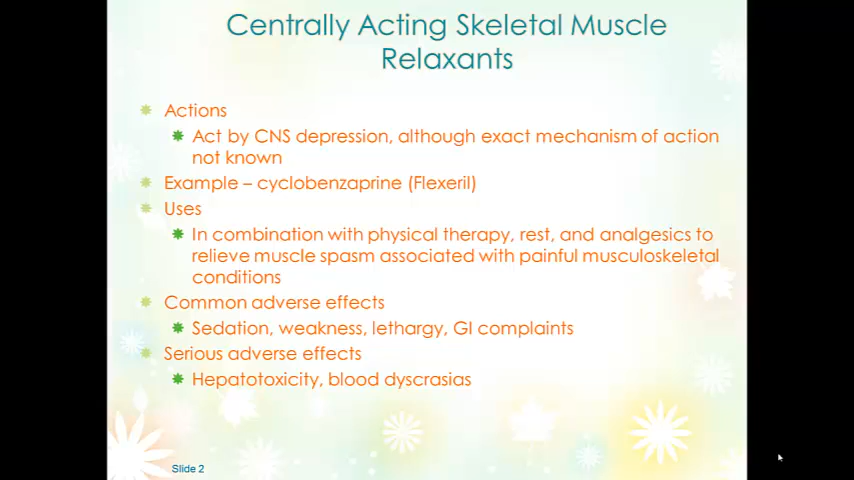 Centrally Acting Skeletal Muscle
Relaxants
Actions
Act by CNS depression, although exact mechanism of action
not known
Example – cyclobenzaprine (Flexeril)
Uses
In combination with physical therapy, rest, and analgesics to
relieve muscle spasm associated with painful musculoskeletal
conditions
Common adverse effects
Sedation, weakness, lethargy, GI complaints
Serious adverse effects
Hepatotoxicity, blood dyscrasias
Slide 2